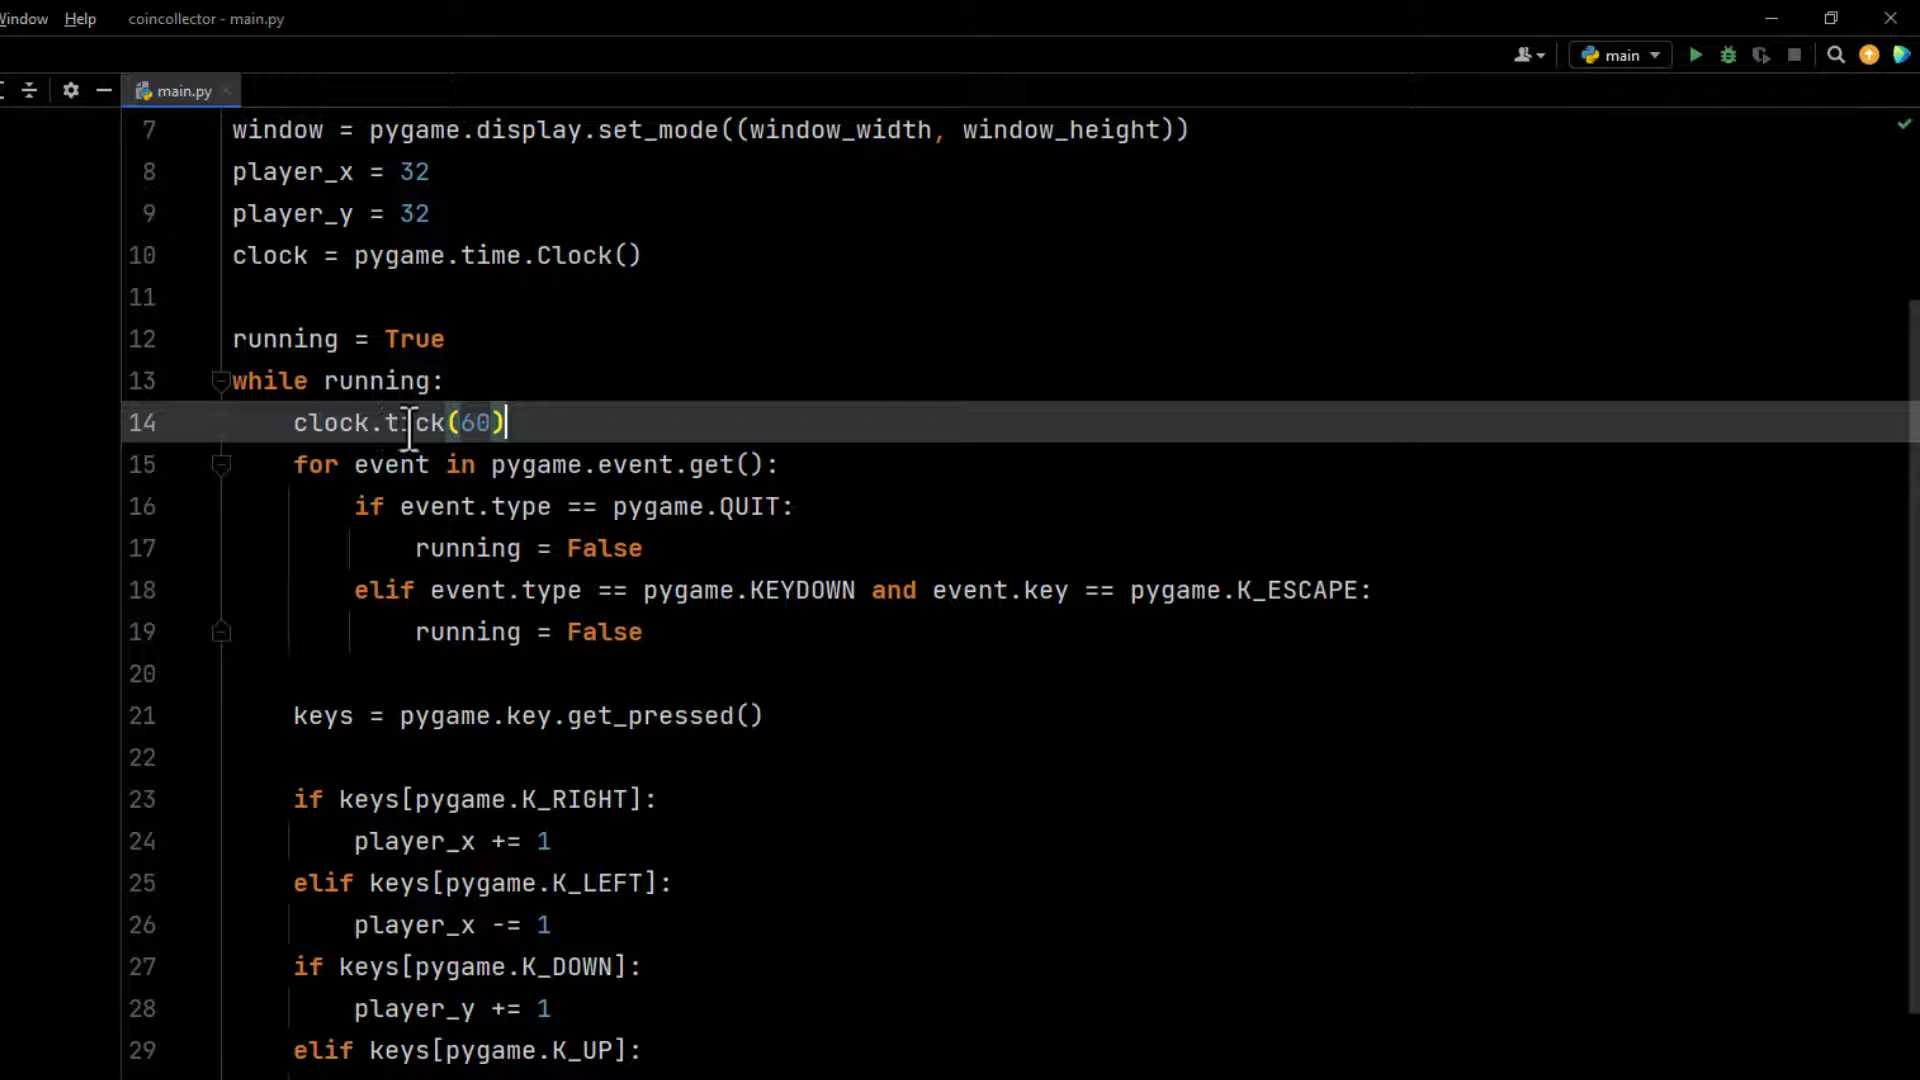 Window Help coincollector - main.py
main
main.py
7 window = pygame.display.set_mode((window_width, window_height))
8 player_x = 32
9 player_y = 32
10 clock = pygame.time.Clock()
11
12 running = True
13 while running:
14 clock.tick(60)
15 for event in pygame.event.get():
16 if event.type == pygame.QUIT:
17 running = False
18 elif event.type == pygame.KEYDOWN and event.key == pygame.K_ESCAPE:
19 running = False
20
21 keys = pygame.key.get_pressed()
22
23 if keys[pygame.K_RIGHT]:
24 player_x += 1
25 elif keys[pygame.K_LEFT]:
26 player_x -= 1
27 if keys[pygame.K_DOWN]:
28 player_y += 1
29 elif keys[pygame.K_UP]: